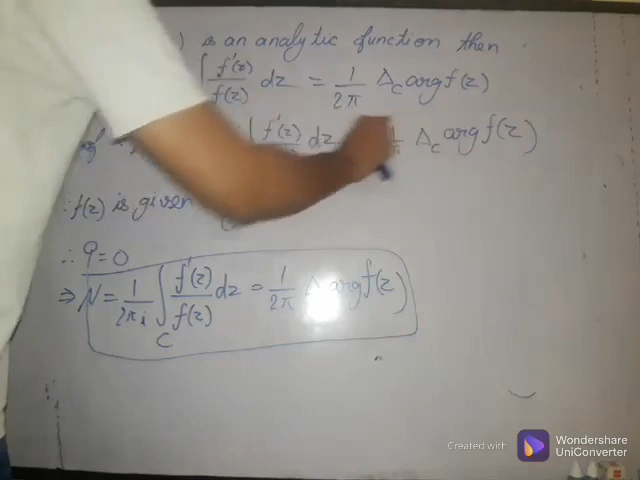 ) is an analytic function then
∫ f'(z)/f(z) dz = 1/2π Δ_C arg f(z)
∫ f'(z) dz Δ_C arg f(z)
∴ f(z) is given
∴ P=0
⇒ N = 1/2πi ∫_C f'(z)/f(z) dz = 1/2π Δ arg f(z)
Created with
Wondershare
UniConverter